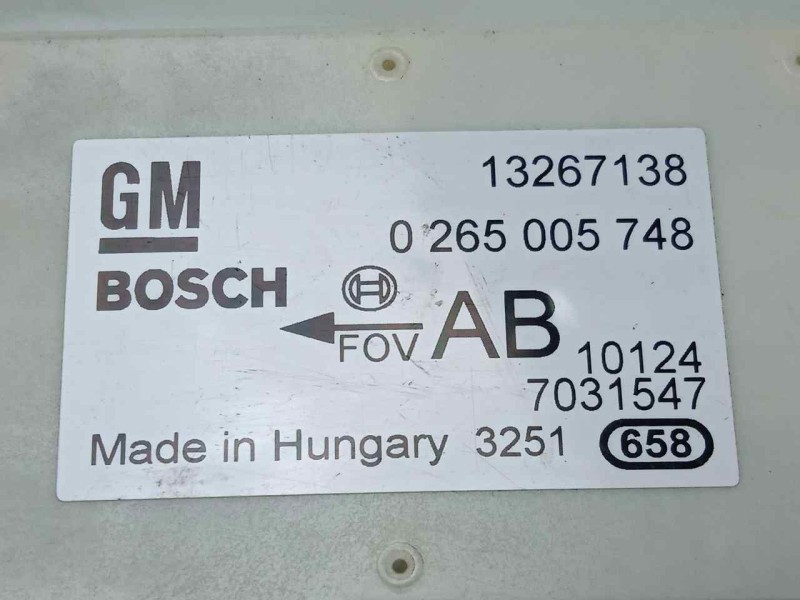 GM
13267138
0 265 005 748
BOSCH
FOV
AB
10124
7031547
Made in Hungary 3251 658